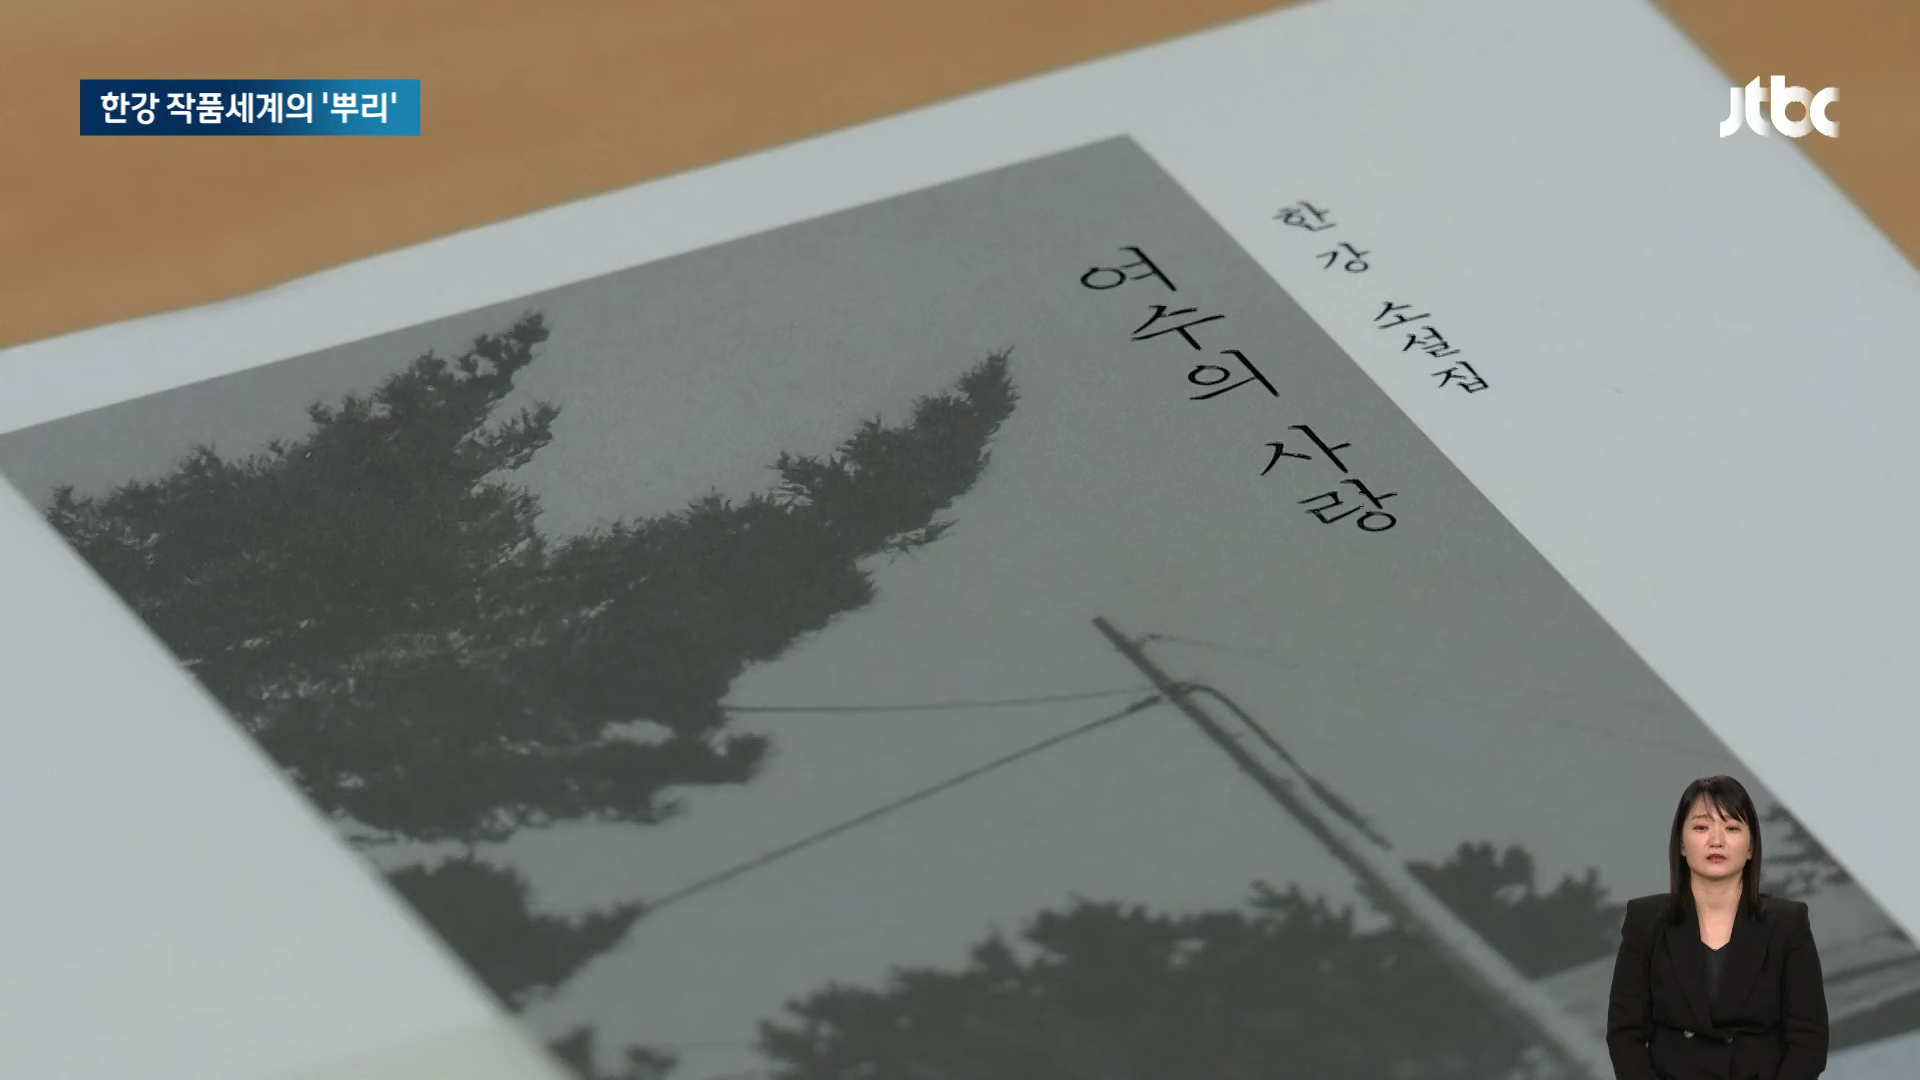 한강 작품세계의 '뿌리'
jtbc
한강 소설집
여수의 사랑